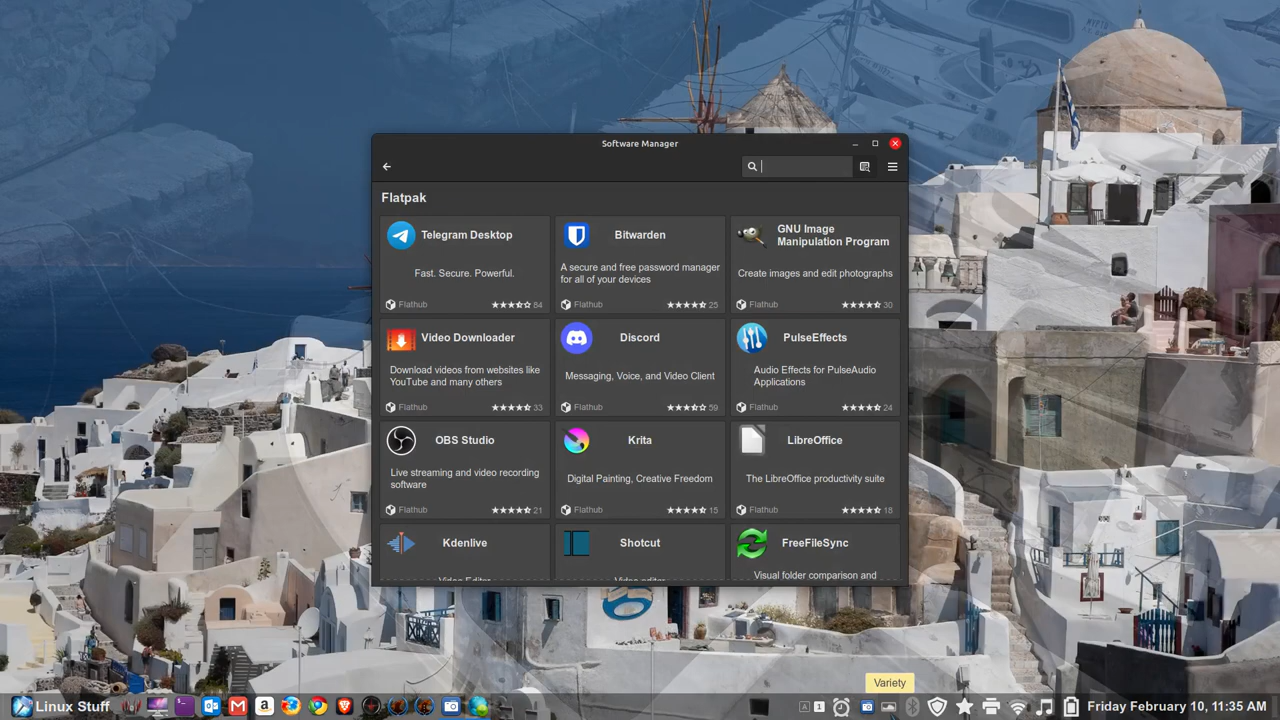 Software Manager
Flatpak
Telegram Desktop
Fast. Secure. Powerful.
Flathub
84
Bitwarden
A secure and free password manager
for all of your devices
Flathub
25
GNU Image
Manipulation Program
Create images and edit photographs
Flathub
30
Video Downloader
Download videos from websites like
YouTube and many others
Flathub
33
Discord
Messaging, Voice, and Video Client
Flathub
59
PulseEffects
Audio Effects for PulseAudio
Applications
Flathub
24
OBS Studio
Live streaming and video recording
software
Flathub
21
Krita
Digital Painting, Creative Freedom
Flathub
15
LibreOffice
The LibreOffice productivity suite
Flathub
18
Kdenlive
Video Editor
Shotcut
Video editor
FreeFileSync
Visual folder comparison and
Variety
Linux Stuff
A
1
Friday February 10, 11:35 AM